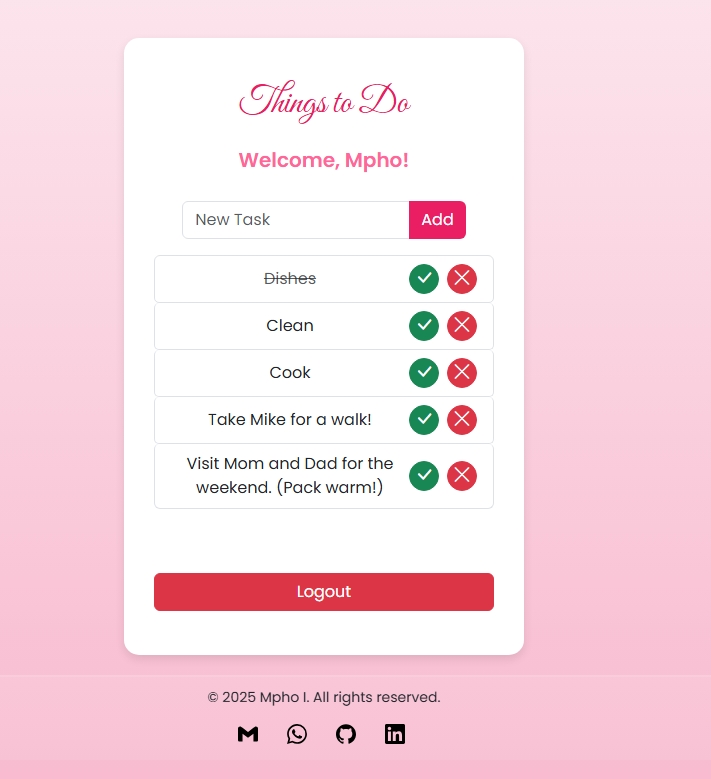 Things to Do
Welcome, Mpho!
New Task
Add
Dishes
Clean
Cook
Take Mike for a walk!
Visit Mom and Dad for the
weekend. (Pack warm!)
Logout
© 2025 Mpho I. All rights reserved.